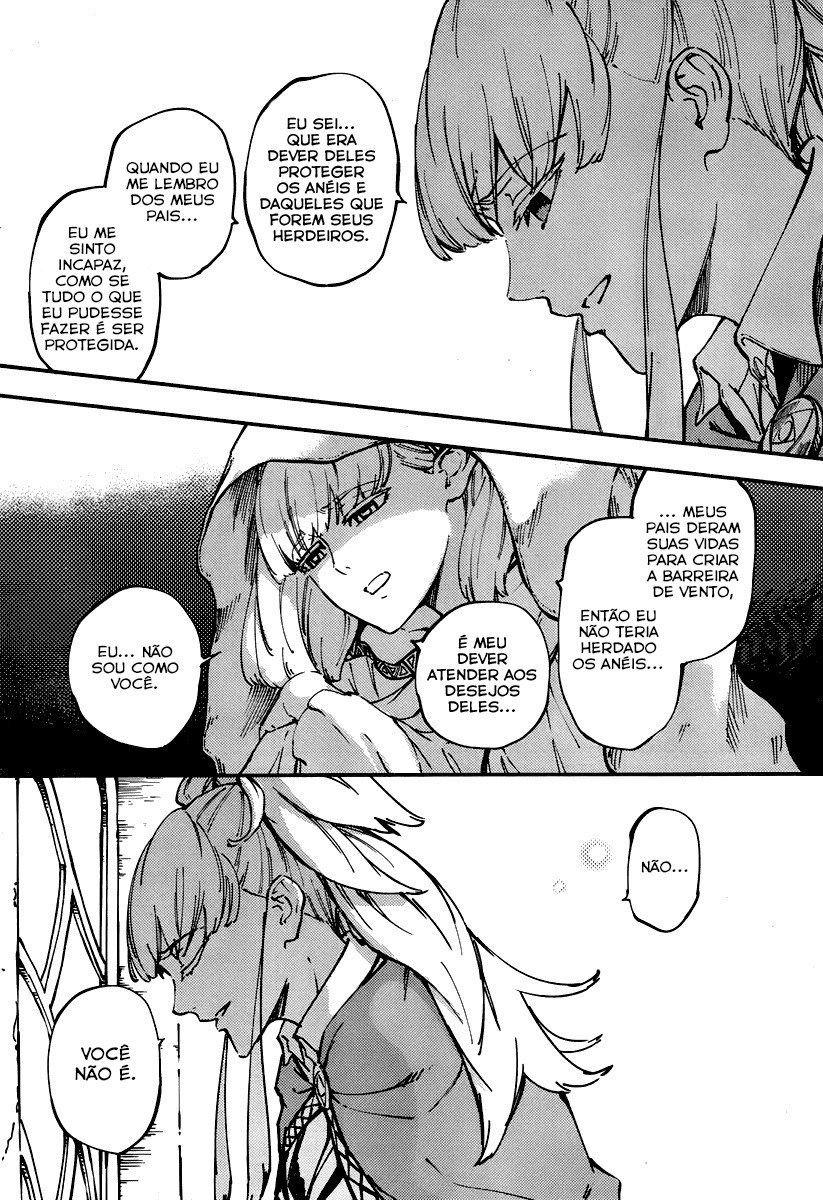 EU SEI...
QUE ERA
DEVER DELES
PROTEGER
OS ANÉIS E
DAQUELES QUE
FOREM SEUS
HERDEIROS.
QUANDO EU
ME LEMBRO
DOS MEUS
PAIS...
EU ME
SINTO
INCAPAZ,
COMO SE
TUDO O QUE
EU PUDESSE
FAZER É SER
PROTEGIDA.
... MEUS
PAIS DERAM
SUAS VIDAS
PARA CRIAR
A BARREIRA
DE VENTO,
ENTÃO EU
NÃO TERIA
HERDADO
OS ANÉIS...
É MEU
DEVER
ATENDER AOS
DESEJOS
DELES...
EU... NÃO
SOU COMO
VOCÊ.
NÃO...
VOCÊ
NÃO É.